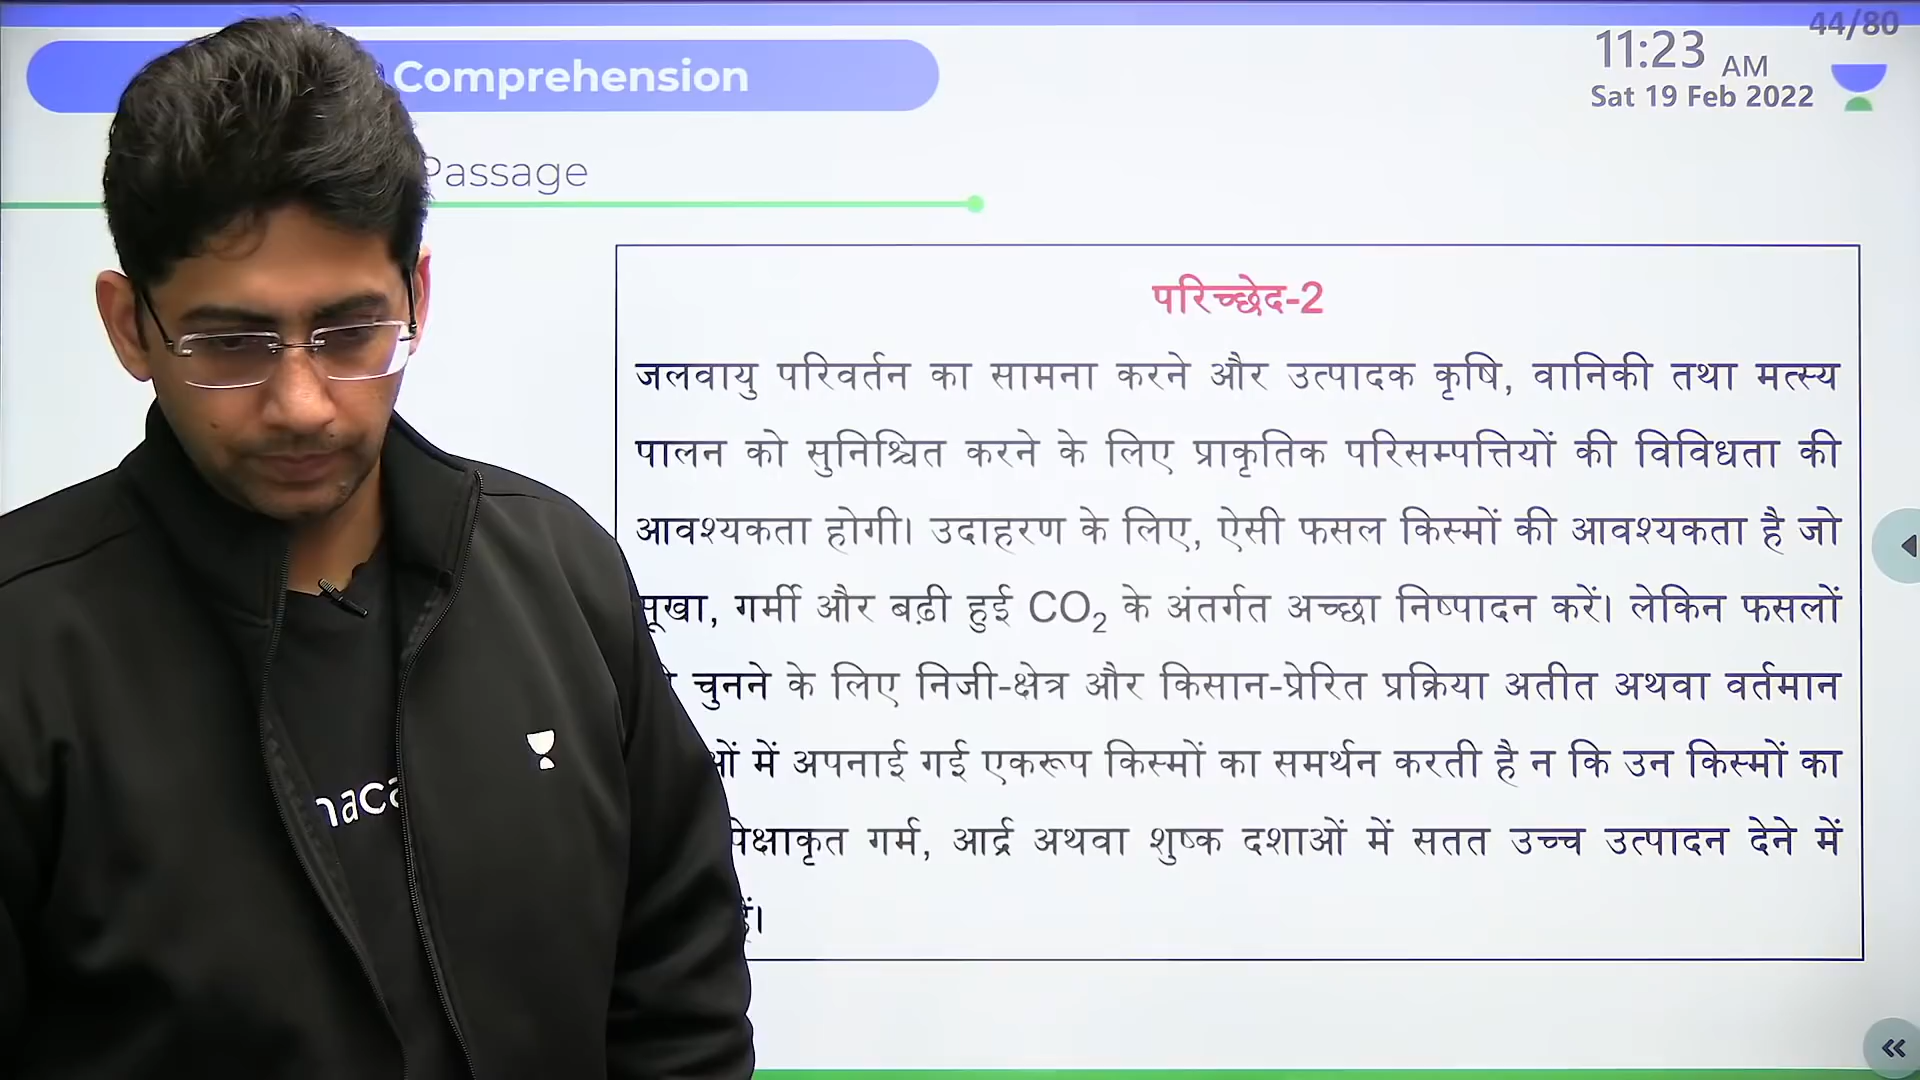 44/80
11:23 AM
Sat 19 Feb 2022
Comprehension
Passage
परिच्छेद-2
जलवायु परिवर्तन का सामना करने और उत्पादक कृषि, वानिकी तथा मत्स्य
पालन को सुनिश्चित करने के लिए प्राकृतिक परिसम्पत्तियों की विविधता की
आवश्यकता होगी। उदाहरण के लिए, ऐसी फसल किस्मों की आवश्यकता है जो
सूखा, गर्मी और बढ़ी हुई CO₂ के अंतर्गत अच्छा निष्पादन करें। लेकिन फसलों
चुनने के लिए निजी-क्षेत्र और किसान-प्रेरित प्रक्रिया अतीत अथवा वर्तमान
में अपनाई गई एकरूप किस्मों का समर्थन करती है न कि उन किस्मों का
गर्म, आर्द्र अथवा शुष्क दशाओं में सतत उच्च उत्पादन देने में